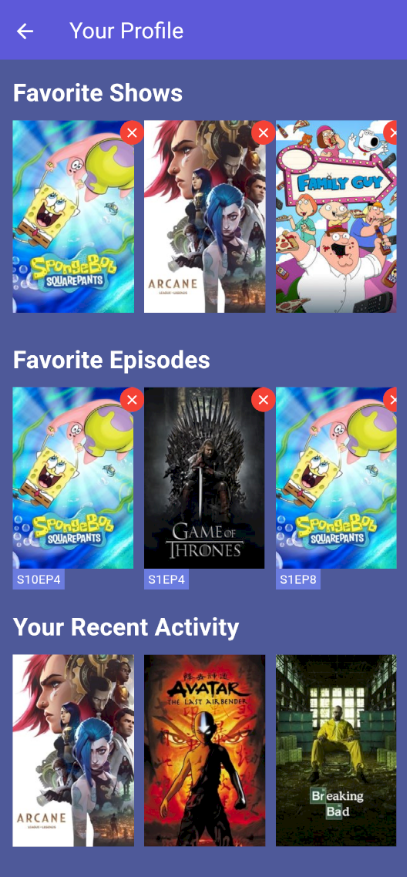 Your Profile
Favorite Shows
SpongeBob
SQUAREPANTS
ARCANE
FAMILY GUY
Favorite Episodes
SpongeBob
SQUAREPANTS
GAME OF
THRONES
SpongeBob
SQUAREPANTS
S10EP4
S1EP4
S1EP8
Your Recent Activity
ARCANE
AVATAR
THE LAST AIRBENDER
Breaking
Bad